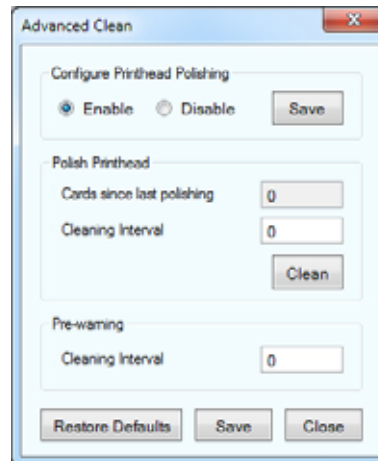 Advanced Clean
Configure Printhead Polishing
Enable Disable Save
Polish Printhead
Cards since last polishing 0
Cleaning Interval 0
Clean
Pre-warning
Cleaning Interval 0
Restore Defaults Save Close